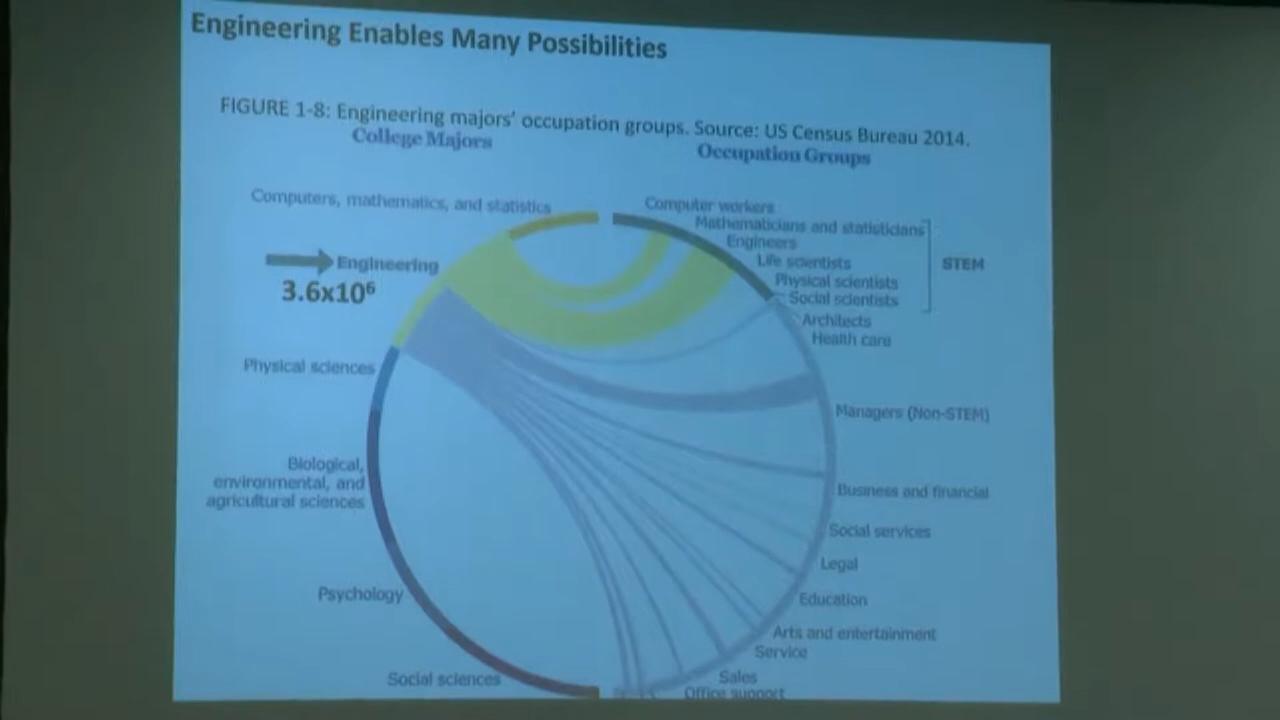 Engineering Enables Many Possibilities
FIGURE 1-8: Engineering majors' occupation groups. Source: US Census Bureau 2014.
College Majors
Occupation Groups
Computers, mathematics, and statistics
Engineering
3.6x10⁶
Physical sciences
Biological,
environmental, and
agricultural sciences
Psychology
Social sciences
Computer workers
Mathematicians and statisticians
Engineers
Life scientists
Physical scientists
Social scientists
STEM
Architects
Health care
Managers (Non-STEM)
Business and financial
Social services
Legal
Education
Arts and entertainment
Service
Sales
Office support